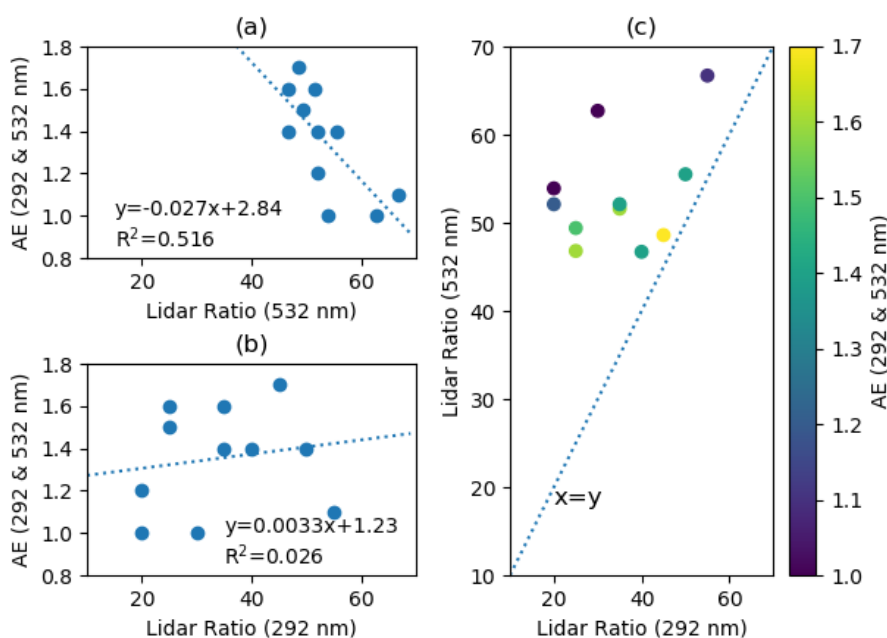 (a)
1.8
1.6
1.4
1.2
1.0
0.8
AE (292 & 532 nm)
y=-0.027x+2.84
R²=0.516
20 40 60
Lidar Ratio (532 nm)
(b)
1.8
1.6
1.4
1.2
1.0
0.8
AE (292 & 532 nm)
y=0.0033x+1.23
R²=0.026
20 40 60
Lidar Ratio (292 nm)
(c)
70
60
50
40
30
20
10
Lidar Ratio (532 nm)
x=y
20 40 60
Lidar Ratio (292 nm)
1.7
1.6
1.5
1.4
1.3
1.2
1.1
1.0
AE (292 & 532 nm)